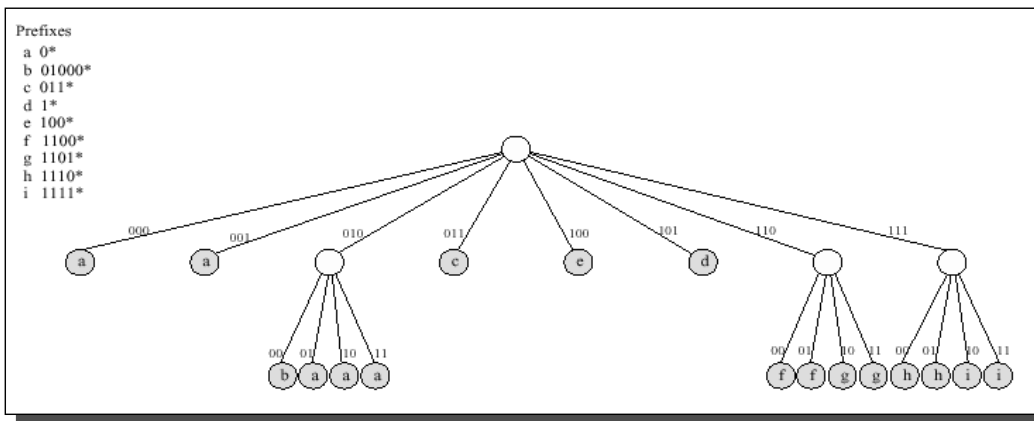 Prefixes
a 0*
b 01000*
c 011*
d 1*
e 100*
f 1100*
g 1101*
h 1110*
i 1111*
000 001 010 011 100 101 110 111
a a c e d
00 01 10 11 00 01 10 11 00 01 10 11
b a a a f f g g h h i i